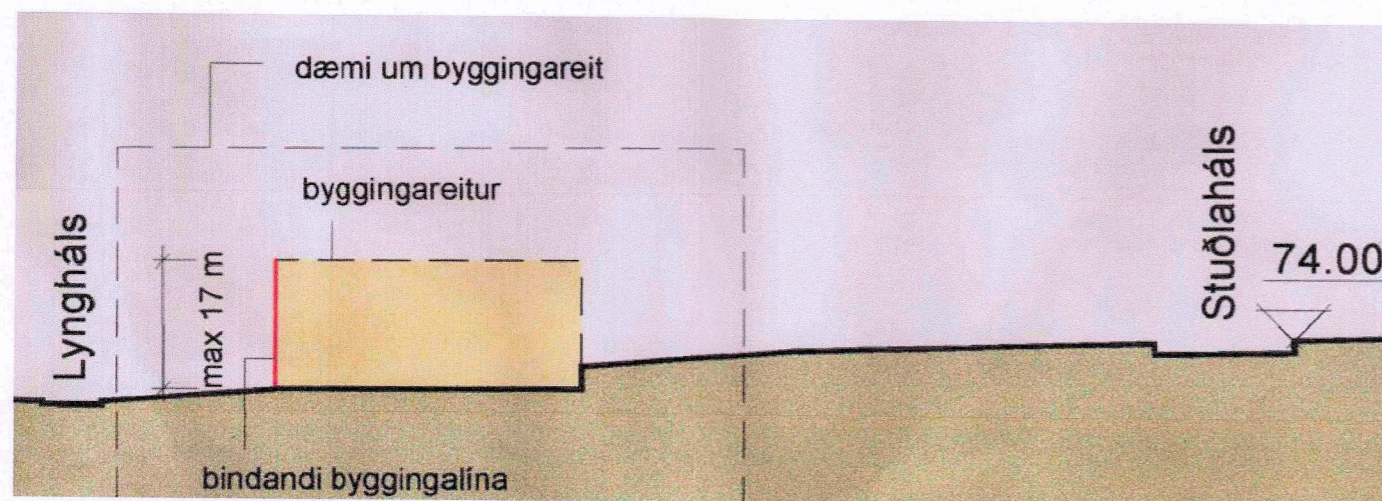 dæmi um byggingareit
byggingareitur
Lyngháls
max 17 m
Stuðlaháls
74.00
bindandi byggingalína